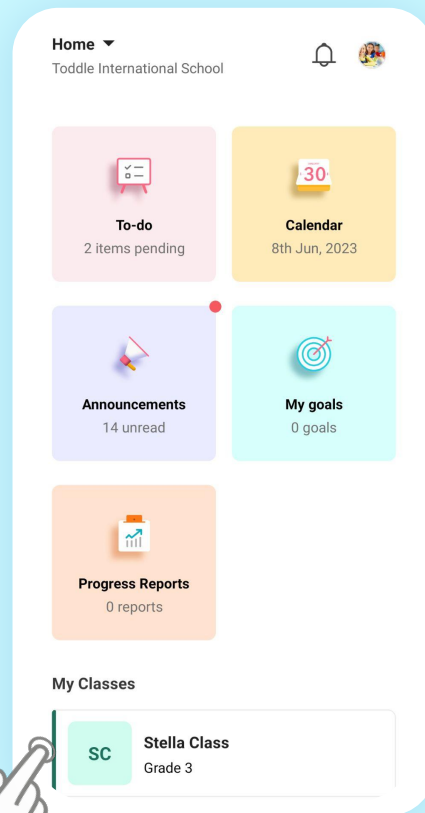 Home
Toddle International School
To-do
2 items pending
30
Calendar
8th Jun, 2023
Announcements
14 unread
My goals
0 goals
Progress Reports
0 reports
My Classes
SC
Stella Class
Grade 3